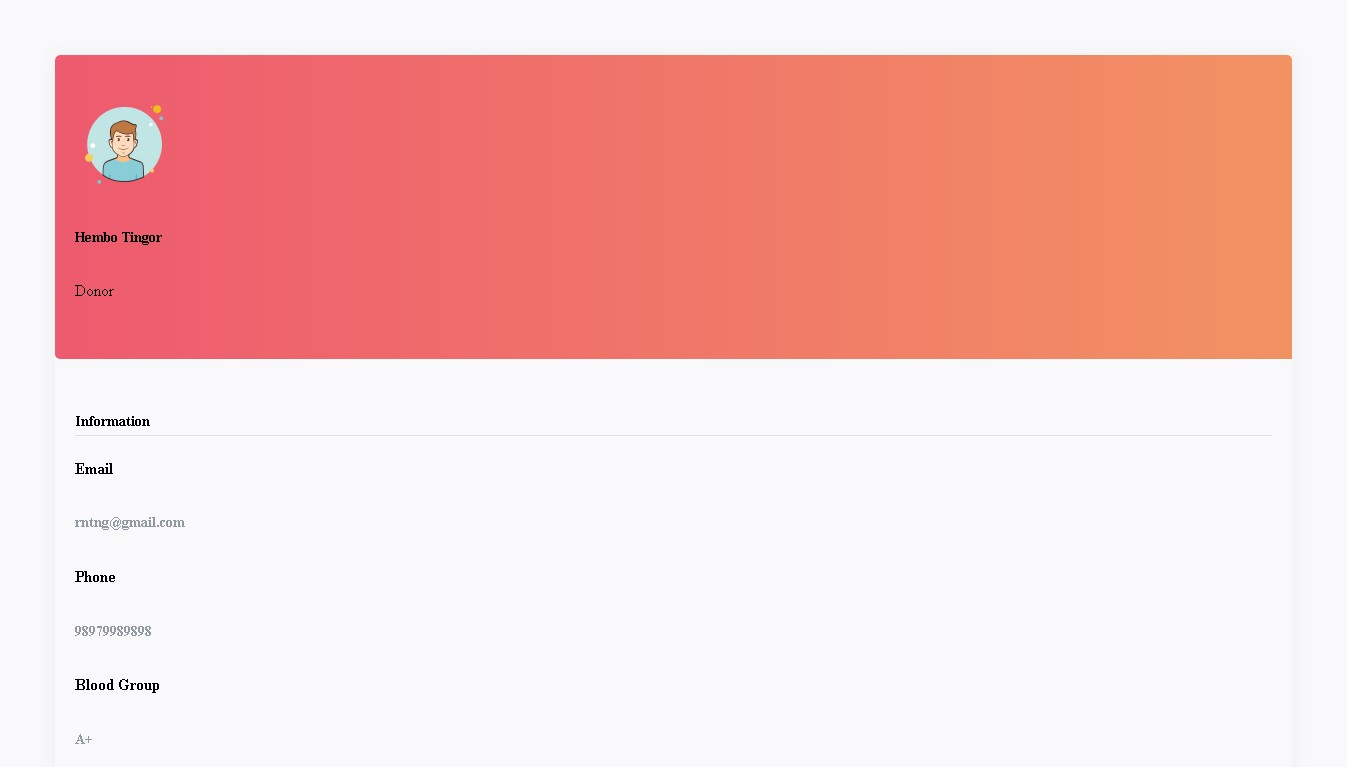 Hembo Tingor
Donor
Information
Email
rntng@gmail.com
Phone
98979989898
Blood Group
A+